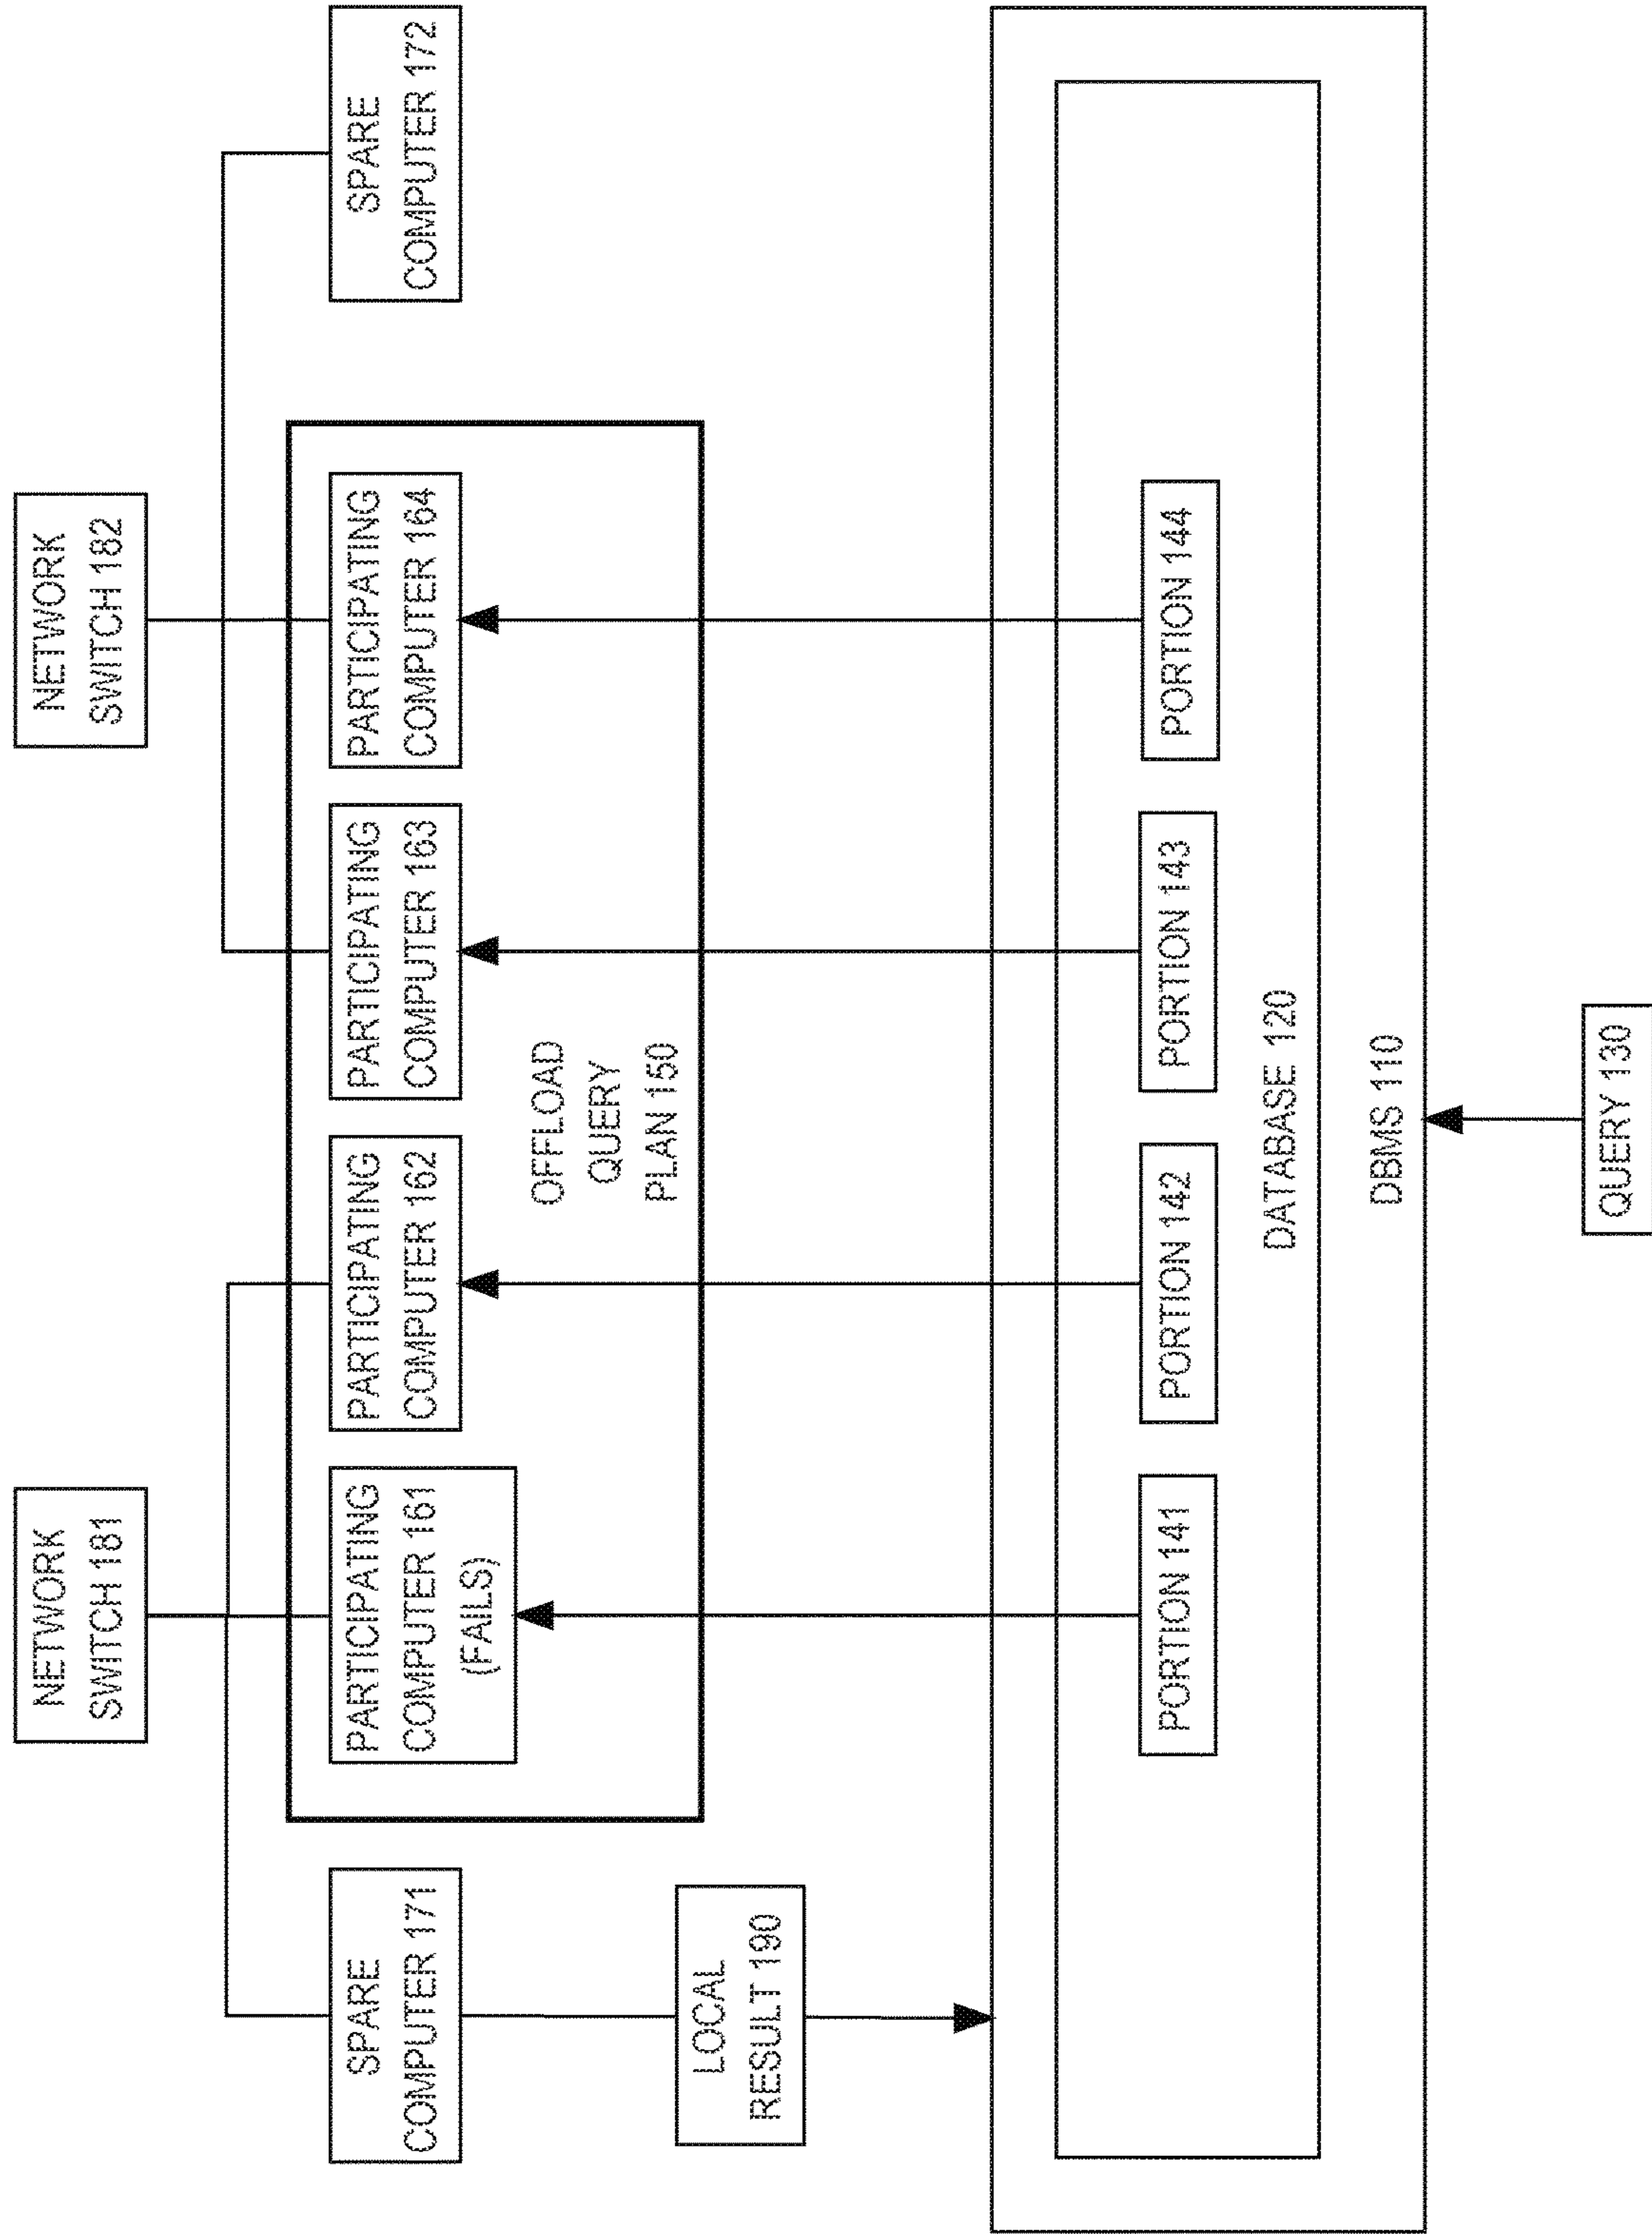 NETWORK
SWITCH 181
NETWORK
SWITCH 182
SPARE
COMPUTER 171
PARTICIPATING
COMPUTER 161
(FAILS)
PARTICIPATING
COMPUTER 162
PARTICIPATING
COMPUTER 163
PARTICIPATING
COMPUTER 164
SPARE
COMPUTER 172
OFFLOAD
QUERY
PLAN 150
LOCAL
RESULT 190
PORTION 141
PORTION 142
PORTION 143
PORTION 144
DATABASE 120
DBMS 110
QUERY 130